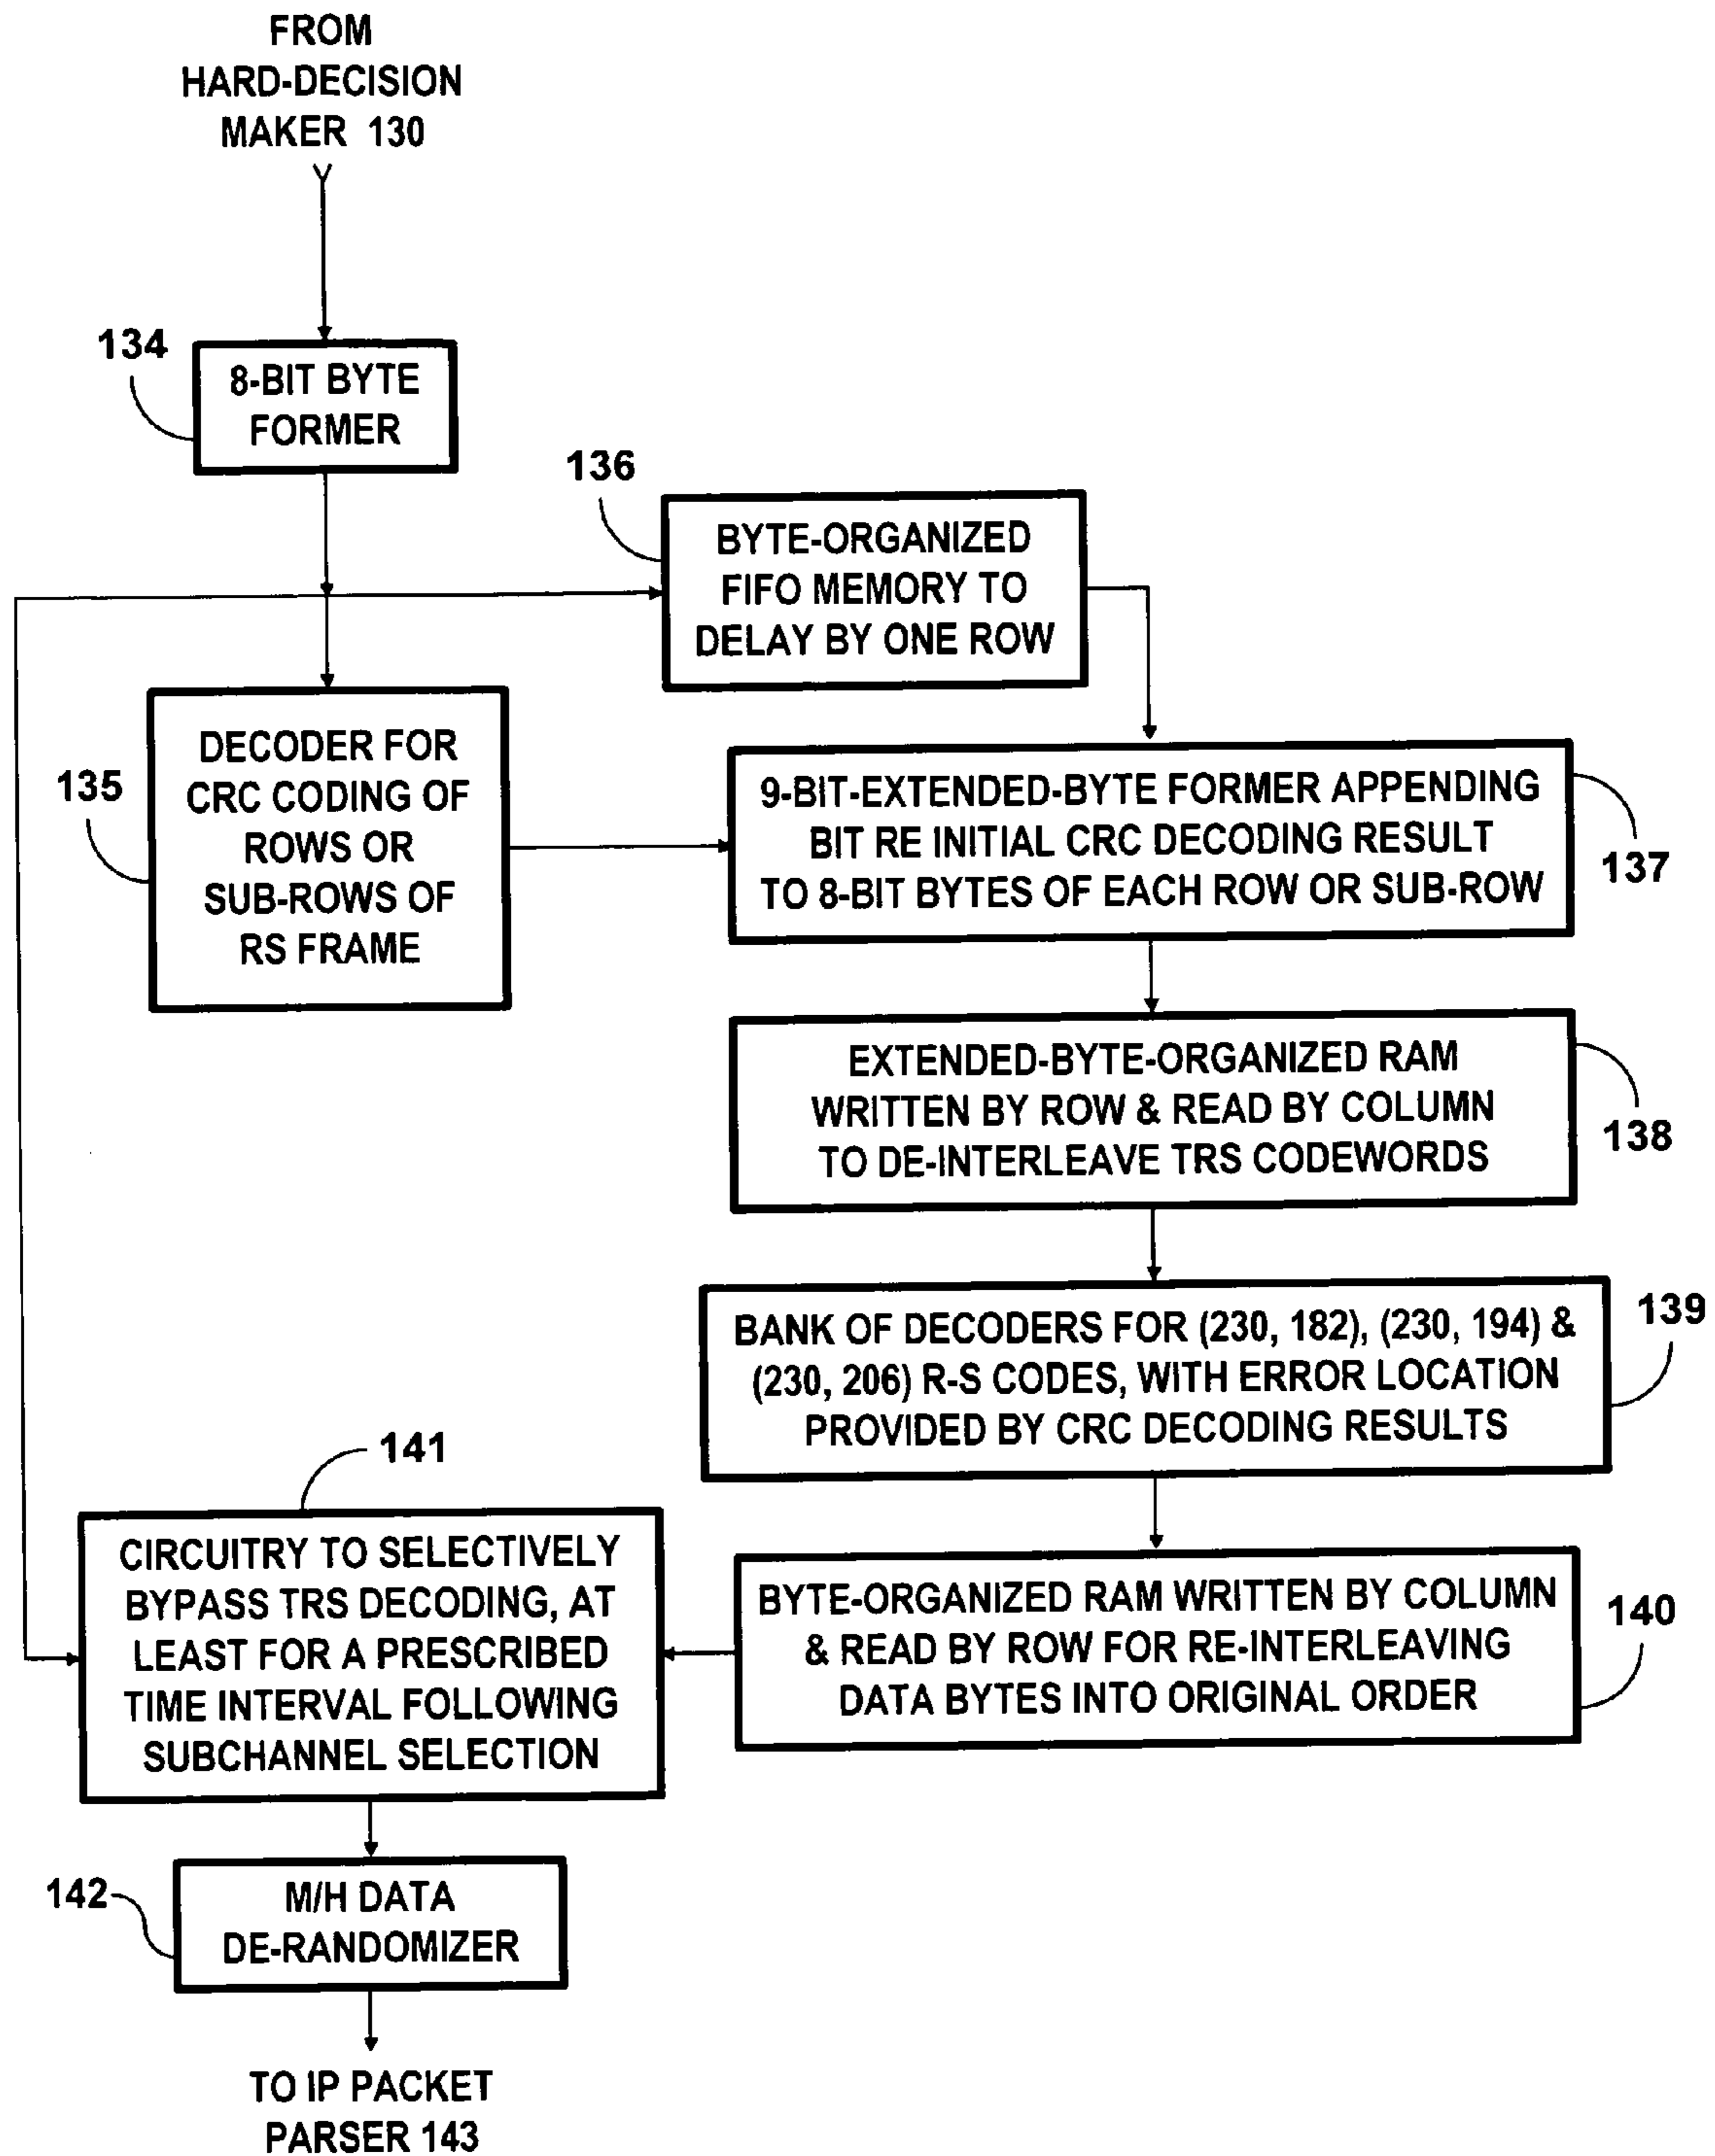 FROM
HARD-DECISION
MAKER 130
134
8-BIT BYTE
FORMER
136
BYTE-ORGANIZED
FIFO MEMORY TO
DELAY BY ONE ROW
135
DECODER FOR
CRC CODING OF
ROWS OR
SUB-ROWS OF
RS FRAME
9-BIT-EXTENDED-BYTE FORMER APPENDING
BIT RE INITIAL CRC DECODING RESULT
TO 8-BIT BYTES OF EACH ROW OR SUB-ROW
137
EXTENDED-BYTE-ORGANIZED RAM
WRITTEN BY ROW & READ BY COLUMN
TO DE-INTERLEAVE TRS CODEWORDS
138
BANK OF DECODERS FOR (230, 182), (230, 194) &
(230, 206) R-S CODES, WITH ERROR LOCATION
PROVIDED BY CRC DECODING RESULTS
139
141
CIRCUITRY TO SELECTIVELY
BYPASS TRS DECODING, AT
LEAST FOR A PRESCRIBED
TIME INTERVAL FOLLOWING
SUBCHANNEL SELECTION
BYTE-ORGANIZED RAM WRITTEN BY COLUMN
& READ BY ROW FOR RE-INTERLEAVING
DATA BYTES INTO ORIGINAL ORDER
140
142
M/H DATA
DE-RANDOMIZER
TO IP PACKET
PARSER 143